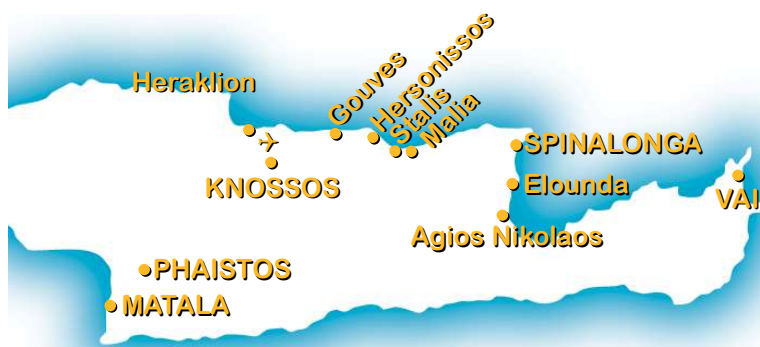 Heraklion
Gouves
Hersonissos
Stalis
Malia
SPINALONGA
KNOSSOS
Elounda
VAI
Agios Nikolaos
PHAISTOS
MATALA